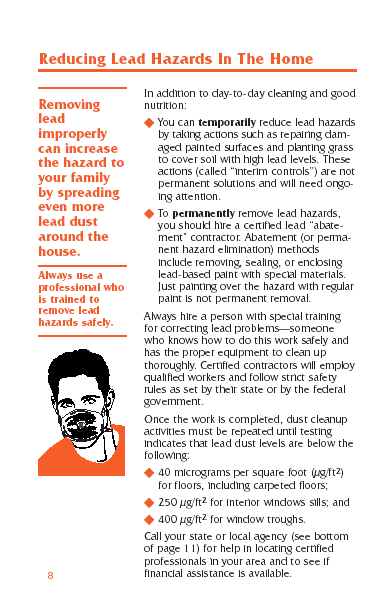 Reducing Lead Hazards In The Home
Removing
lead
improperly
can increase
the hazard to
your family
by spreading
even more
lead dust
around the
house.
Always use a
professional who
is trained to
remove lead
hazards safely.
In addition to day-to-day cleaning and good
nutrition:
◆ You can temporarily reduce lead hazards
by taking actions such as repairing dam-
aged painted surfaces and planting grass
to cover soil with high lead levels. These
actions (called “interim controls”) are not
permanent solutions and will need ongo-
ing attention.
◆ To permanently remove lead hazards,
you should hire a certified lead “abate-
ment” contractor. Abatement (or perma-
nent hazard elimination) methods
include removing, sealing, or enclosing
lead-based paint with special materials.
Just painting over the hazard with regular
paint is not permanent removal.
Always hire a person with special training
for correcting lead problems—someone
who knows how to do this work safely and
has the proper equipment to clean up
thoroughly. Certified contractors will employ
qualified workers and follow strict safety
rules as set by their state or by the federal
government.
Once the work is completed, dust cleanup
activities must be repeated until testing
indicates that lead dust levels are below the
following:
◆ 40 micrograms per square foot (µg/ft²)
for floors, including carpeted floors;
◆ 250 µg/ft² for interior windows sills; and
◆ 400 µg/ft² for window troughs.
Call your state or local agency (see bottom
of page 11) for help in locating certified
professionals in your area and to see if
financial assistance is available.
8